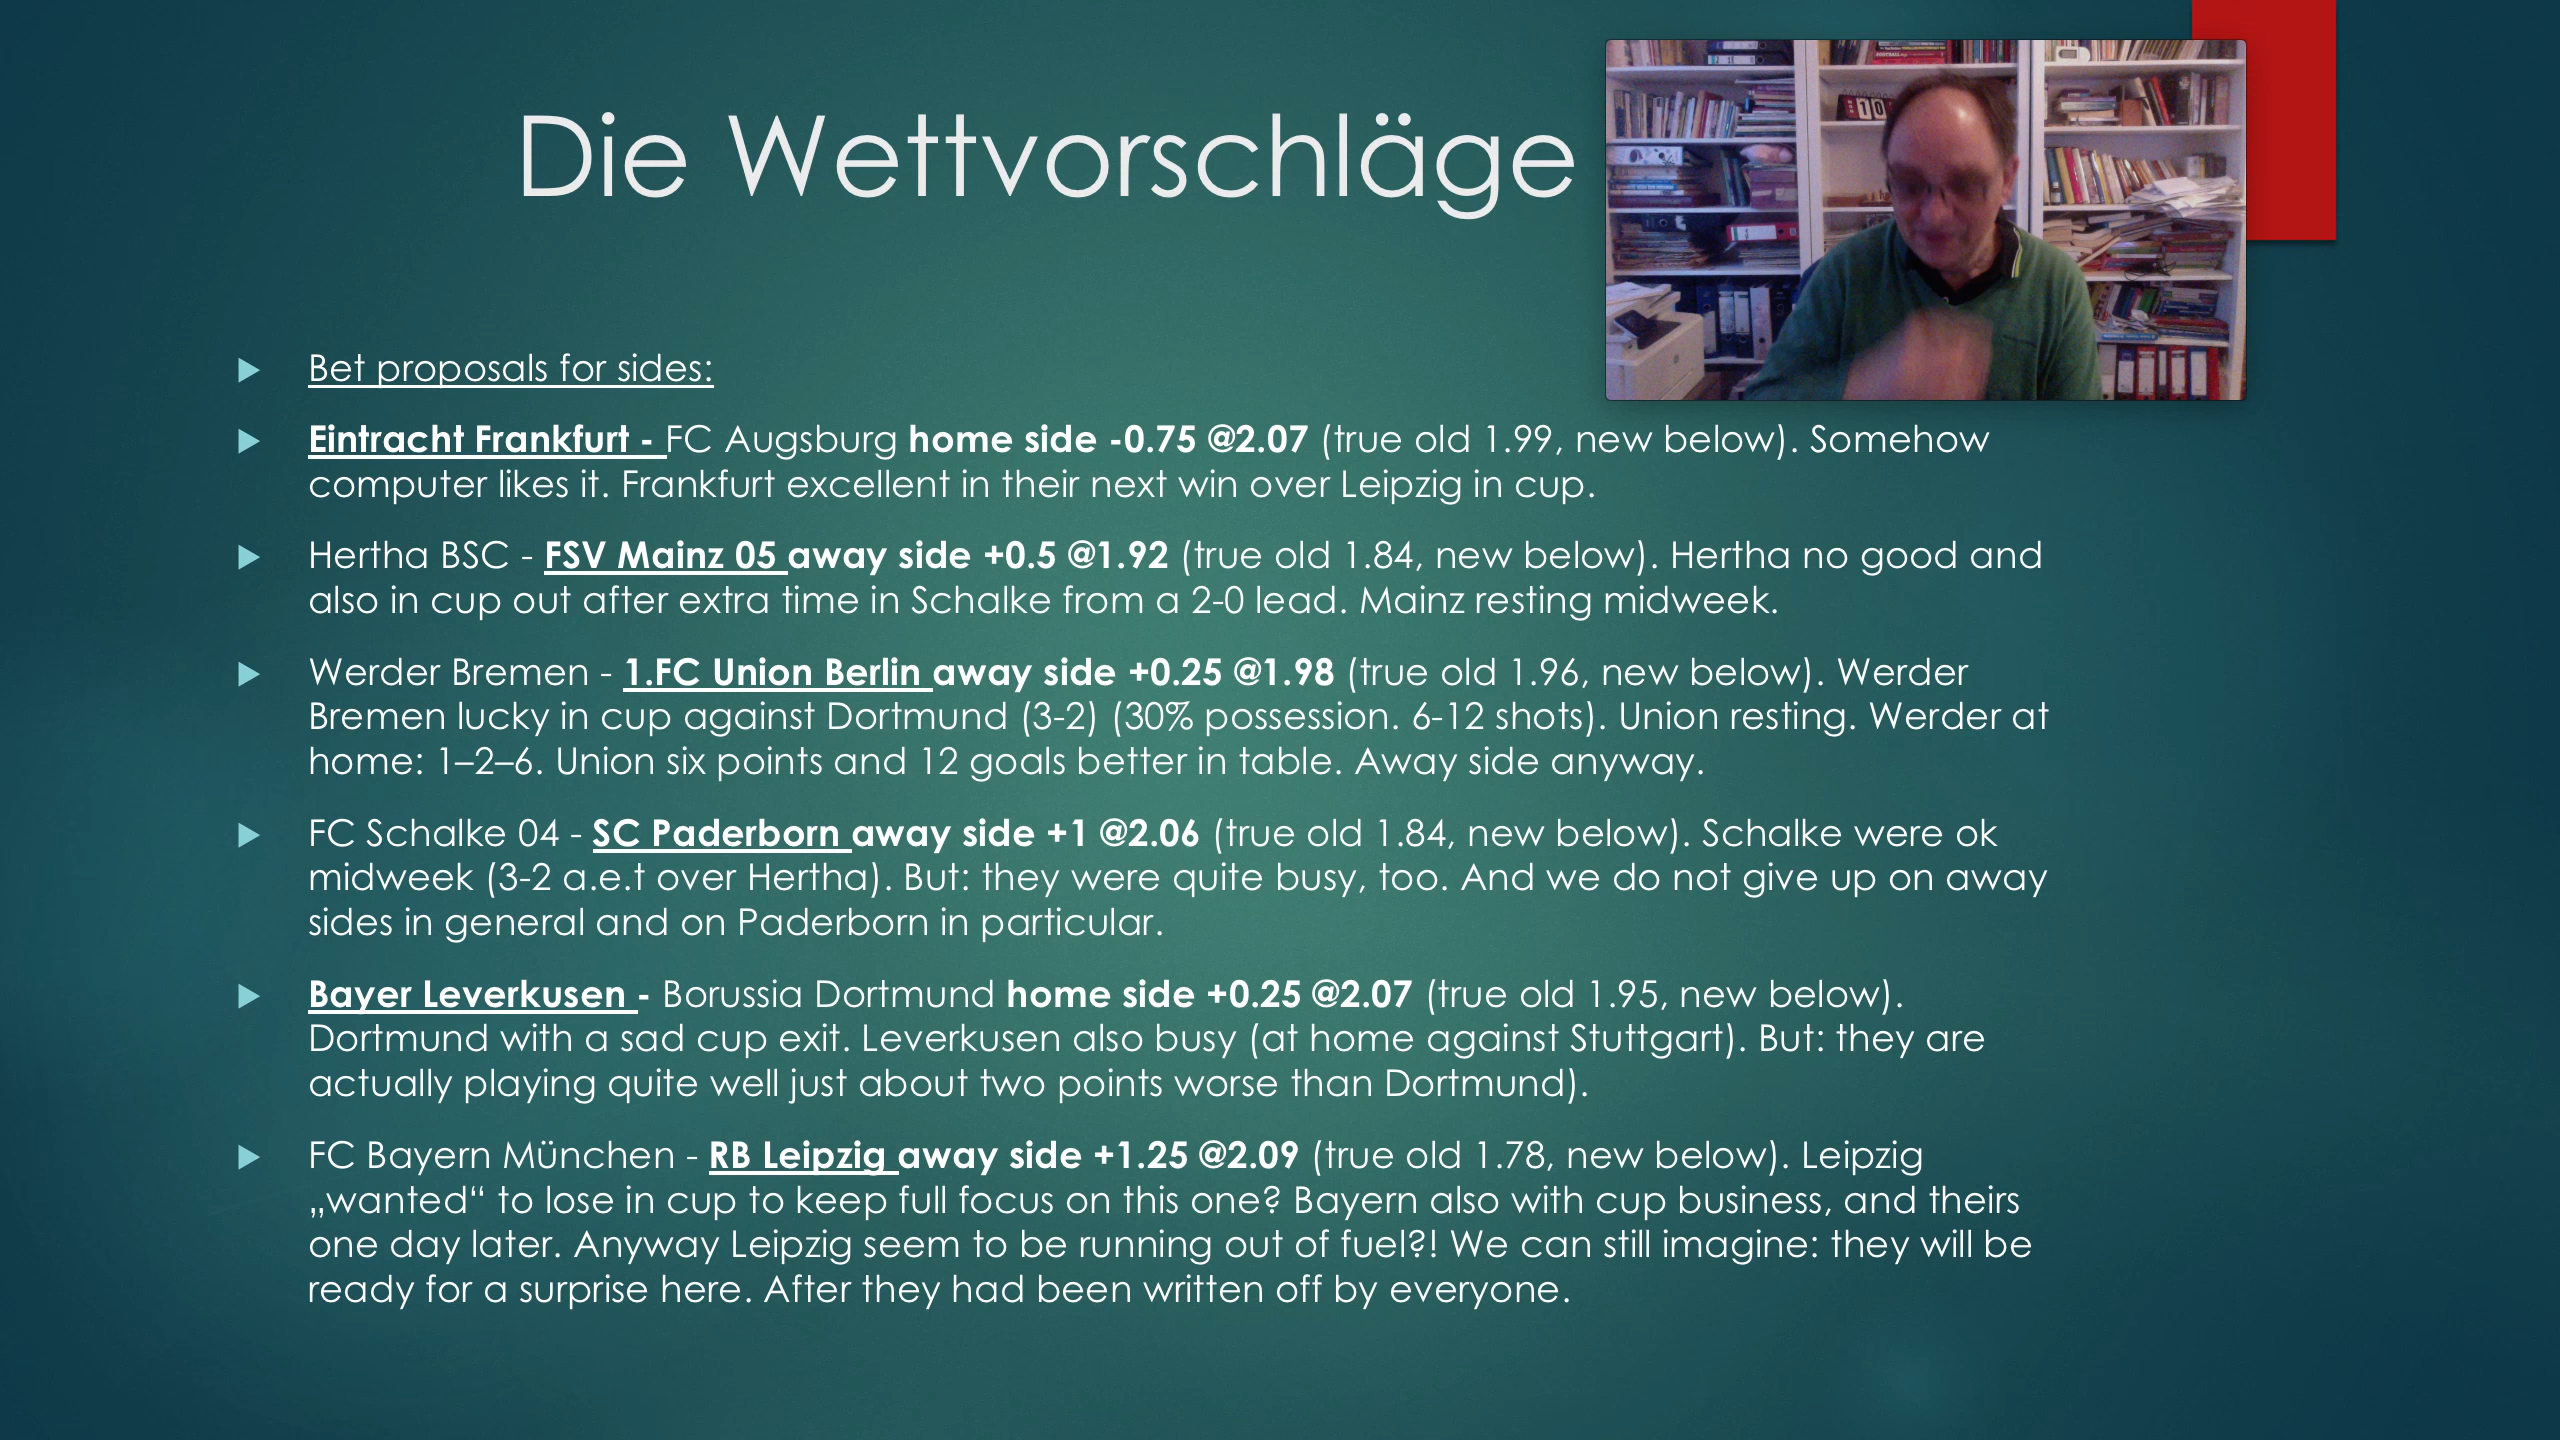 Die Wettvorschläge
10
Bet proposals for sides:
Eintracht Frankfurt - FC Augsburg home side -0.75 @2.07 (true old 1.99, new below). Somehow
computer likes it. Frankfurt excellent in their next win over Leipzig in cup.
Hertha BSC - FSV Mainz 05 away side +0.5 @1.92 (true old 1.84, new below). Hertha no good and
also in cup out after extra time in Schalke from a 2-0 lead. Mainz resting midweek.
Werder Bremen - 1.FC Union Berlin away side +0.25 @1.98 (true old 1.96, new below). Werder
Bremen lucky in cup against Dortmund (3-2) (30% possession. 6-12 shots). Union resting. Werder at
home: 1–2–6. Union six points and 12 goals better in table. Away side anyway.
FC Schalke 04 - SC Paderborn away side +1 @2.06 (true old 1.84, new below). Schalke were ok
midweek (3-2 a.e.t over Hertha). But: they were quite busy, too. And we do not give up on away
sides in general and on Paderborn in particular.
Bayer Leverkusen - Borussia Dortmund home side +0.25 @2.07 (true old 1.95, new below).
Dortmund with a sad cup exit. Leverkusen also busy (at home against Stuttgart). But: they are
actually playing quite well just about two points worse than Dortmund).
FC Bayern München - RB Leipzig away side +1.25 @2.09 (true old 1.78, new below). Leipzig
„wanted“ to lose in cup to keep full focus on this one? Bayern also with cup business, and theirs
one day later. Anyway Leipzig seem to be running out of fuel?! We can still imagine: they will be
ready for a surprise here. After they had been written off by everyone.